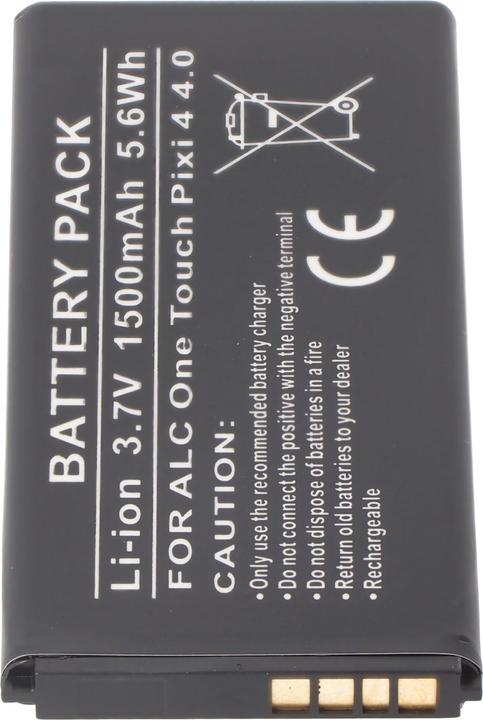 BATTERY PACK
Li-ion 3.7V 1500mAh 5.6Wh
FOR ALC One Touch Pixi 4 4.0
CAUTION:
• Only use the recommended battery charger
• Do not connect the positive with the negative terminal
• Do not dispose of batteries in a fire
• Return old batteries to your dealer
• Rechargeable
CE